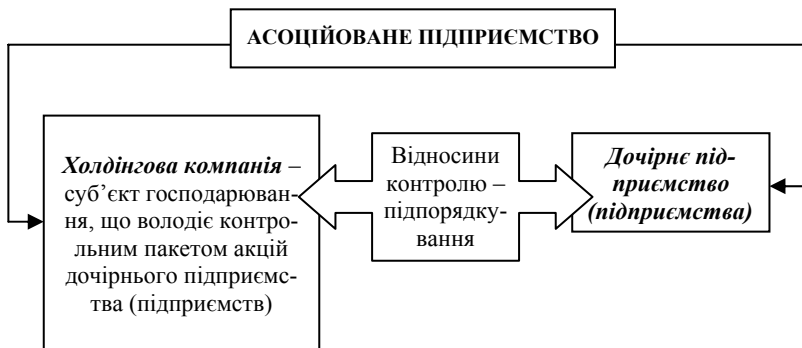 АСОЦІЙОВАНЕ ПІДПРИЄМСТВО
Холдінгова компанія –
суб’єкт господарюван-
ня, що володіє контро-
льним пакетом акцій
дочірнього підприємс-
тва (підприємств)
Відносини
контролю –
підпорядку-
вання
Дочірнє під-
приємство
(підприємства)